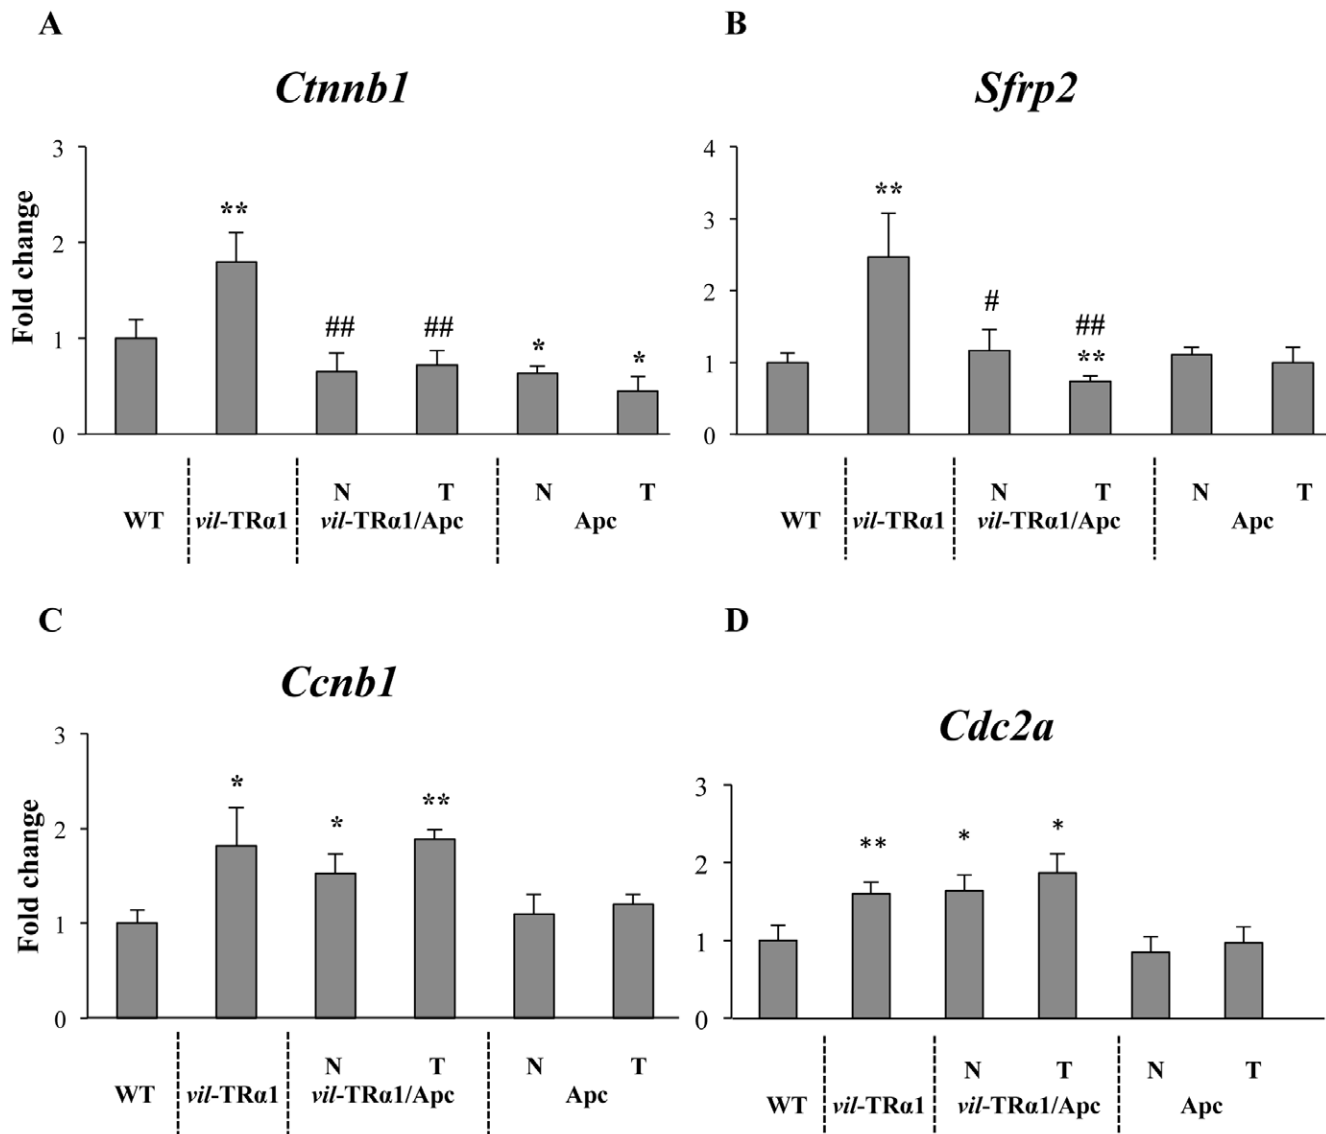 A
Ctnnb1
Fold change
3
2
1
0
**
##
##
*
*
N T N T
WT vil-TRα1 vil-TRα1/Apc Apc
B
Sfrp2
4
3
2
1
0
**
#
##
**
N T N T
WT vil-TRα1 vil-TRα1/Apc Apc
C
Ccnb1
Fold change
3
2
1
0
*
*
**
N T N T
WT vil-TRα1 vil-TRα1/Apc Apc
D
Cdc2a
3
2
1
0
**
*
*
N T N T
WT vil-TRα1 vil-TRα1/Apc Apc